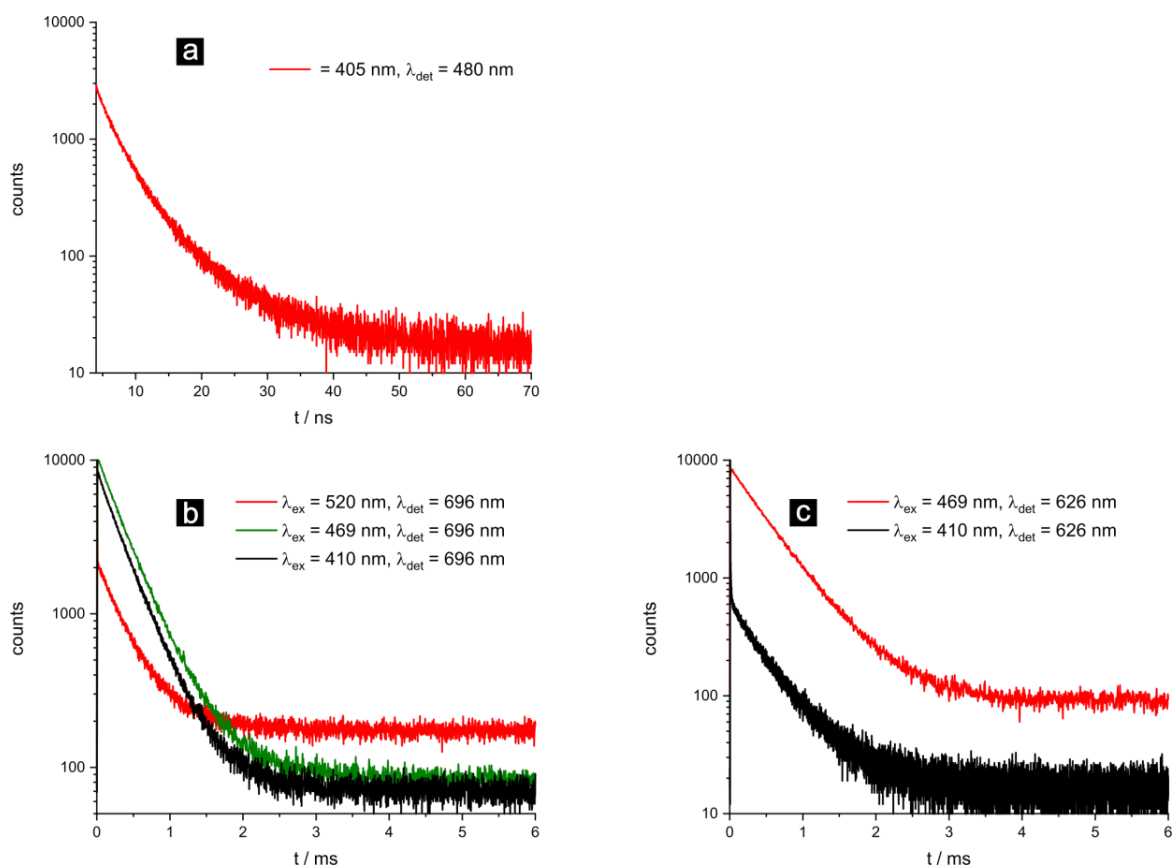 10000
a
= 405 nm, λdet = 480 nm
1000
counts
100
10
10 20 30 40 50 60 70
t / ns
10000
b
λex = 520 nm, λdet = 696 nm
λex = 469 nm, λdet = 696 nm
λex = 410 nm, λdet = 696 nm
1000
counts
100
0 1 2 3 4 5 6
t / ms
10000
c
λex = 469 nm, λdet = 626 nm
λex = 410 nm, λdet = 626 nm
1000
counts
100
10
0 1 2 3 4 5 6
t / ms